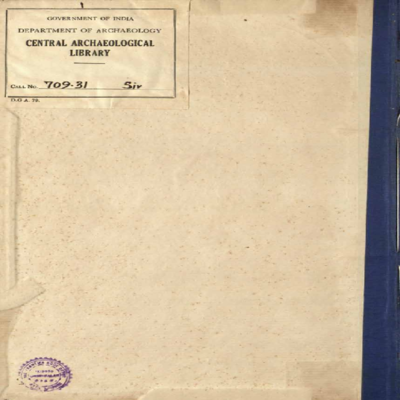 GOVERNMENT OF INDIA
DEPARTMENT OF ARCHAEOLOGY
CENTRAL ARCHAEOLOGICAL
LIBRARY
CALL No. 709.31 Siv
D.G.A. 79.